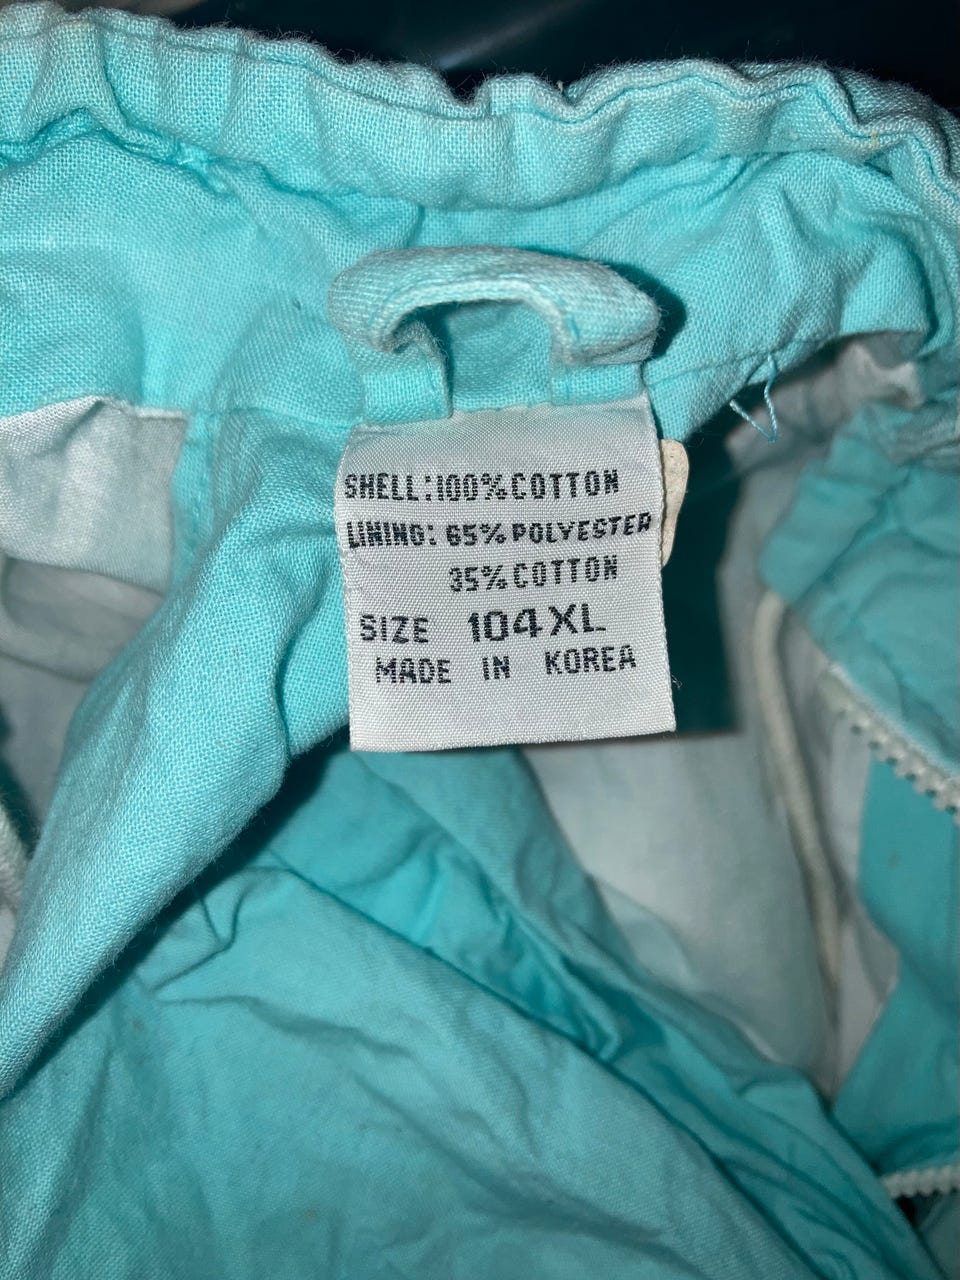 SHELL:100%COTTON
LINING: 65% POLYESTER
35%COTTON
SIZE 104XL
MADE IN KOREA